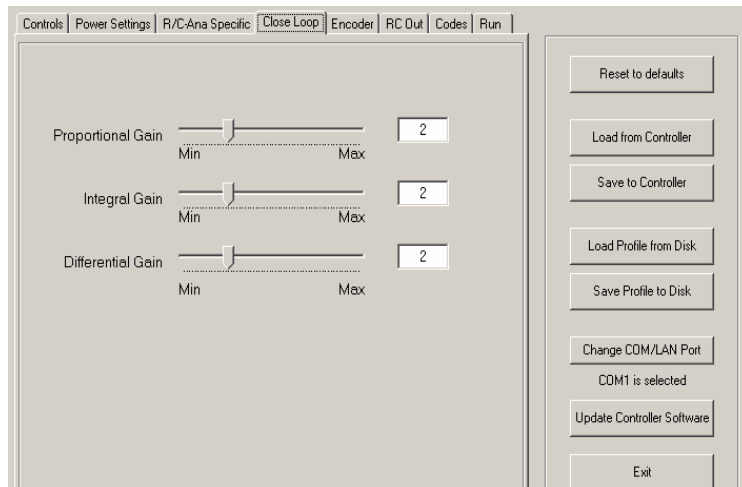 Controls Power Settings R/C-Ana Specific Close Loop Encoder RC Out Codes Run
Proportional Gain 2
Min Max
Integral Gain 2
Min Max
Differential Gain 2
Min Max
Reset to defaults
Load from Controller
Save to Controller
Load Profile from Disk
Save Profile to Disk
Change COM/LAN Port
COM1 is selected
Update Controller Software
Exit